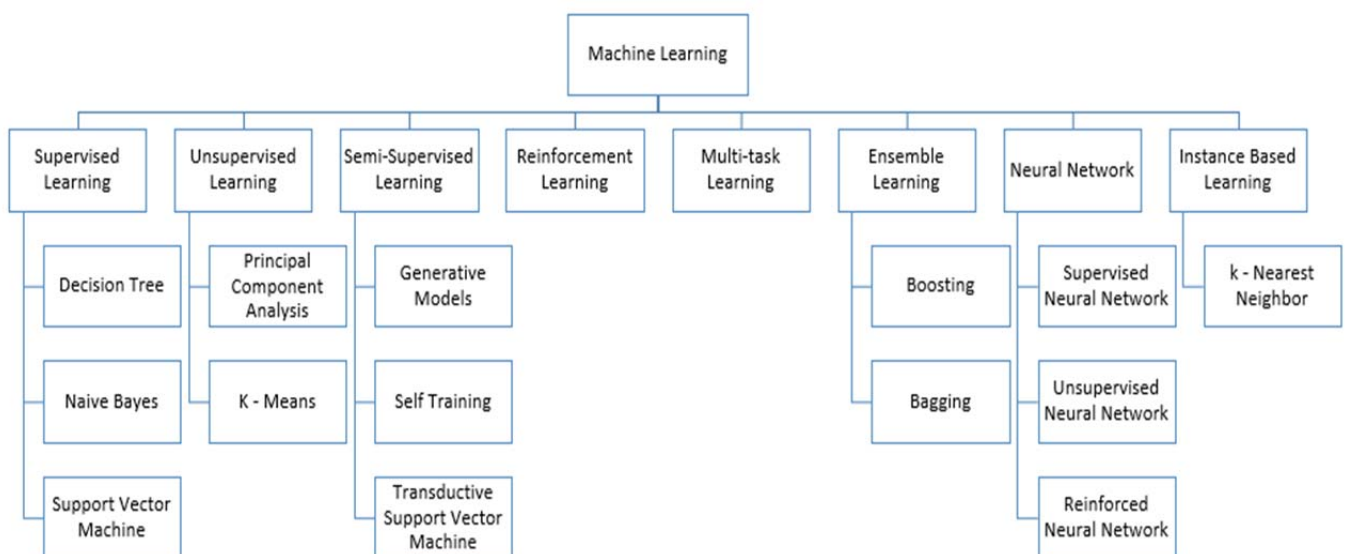 Machine Learning
Supervised
Learning
Unsupervised
Learning
Semi-Supervised
Learning
Reinforcement
Learning
Multi-task
Learning
Ensemble
Learning
Neural Network
Instance Based
Learning
Decision Tree
Principal
Component
Analysis
Generative
Models
Boosting
Supervised
Neural Network
k - Nearest
Neighbor
Naive Bayes
K - Means
Self Training
Bagging
Unsupervised
Neural Network
Support Vector
Machine
Transductive
Support Vector
Machine
Reinforced
Neural Network